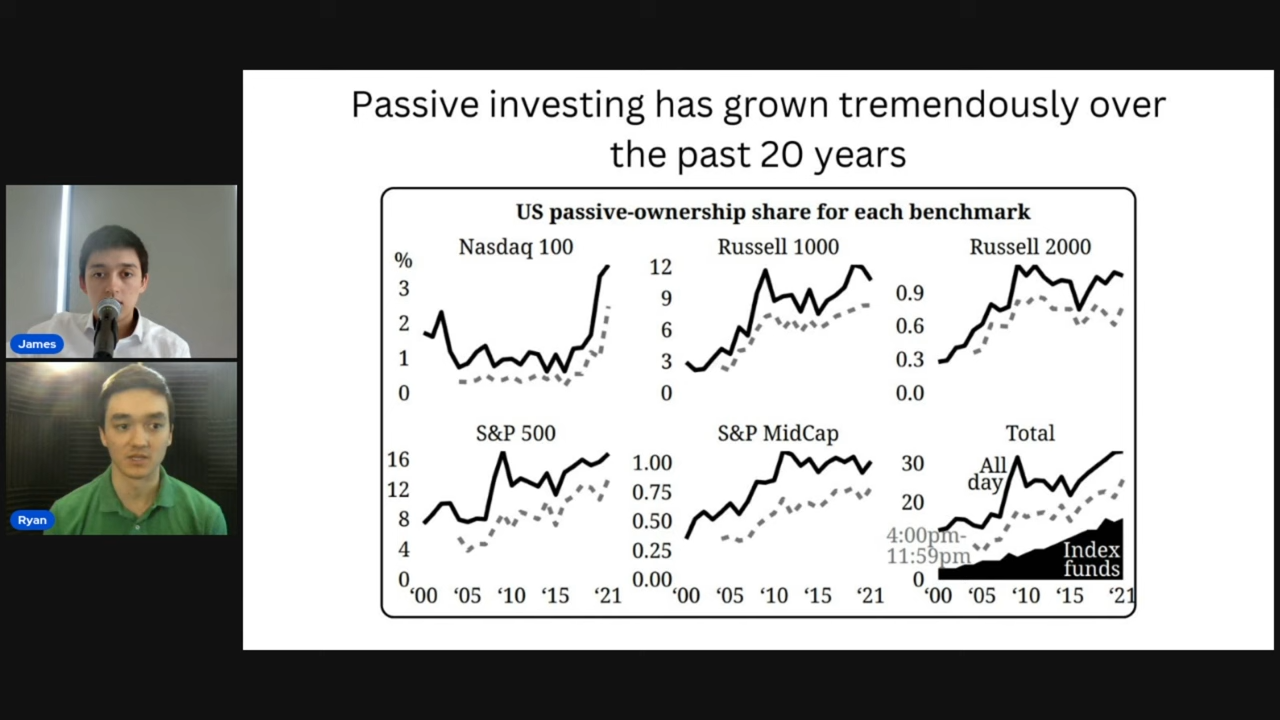 Passive investing has grown tremendously over
the past 20 years
US passive-ownership share for each benchmark
Nasdaq 100
%
3
2
1
0
Russell 1000
12
9
6
3
0
Russell 2000
0.9
0.6
0.3
0.0
S&P 500
16
12
8
4
0
‘00 ‘05 ‘10 ‘15 ‘21
S&P MidCap
1.00
0.75
0.50
0.25
0.00
‘00 ‘05 ‘10 ‘15 ‘21
Total
30
20
0
All
day
4:00pm-
11:59pm
Index
funds
‘00 ‘05 ‘10 ‘15 ‘21
James
Ryan